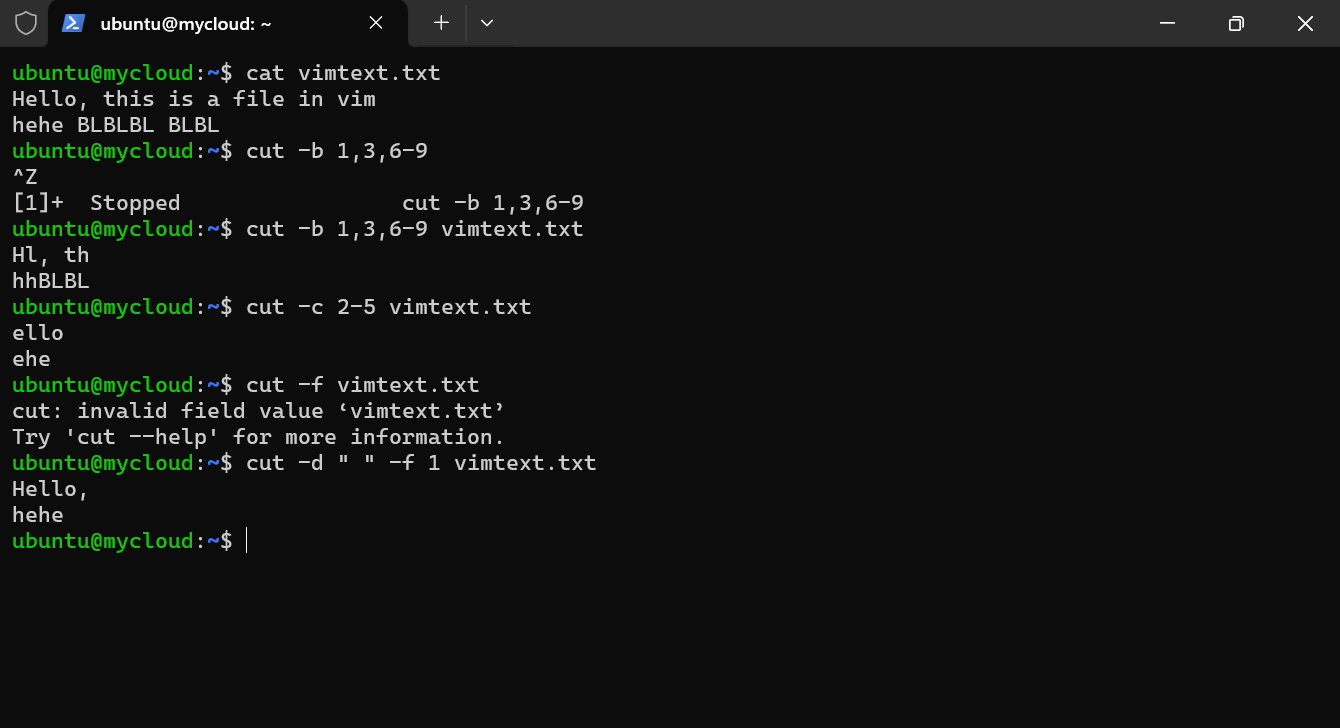 ubuntu@mycloud: ~
ubuntu@mycloud:~$ cat vimtext.txt
Hello, this is a file in vim
hehe BLBLBL BLBL
ubuntu@mycloud:~$ cut -b 1,3,6-9
^Z
[1]+  Stopped                 cut -b 1,3,6-9
ubuntu@mycloud:~$ cut -b 1,3,6-9 vimtext.txt
Hl, th
hhBLBL
ubuntu@mycloud:~$ cut -c 2-5 vimtext.txt
ello
ehe
ubuntu@mycloud:~$ cut -f vimtext.txt
cut: invalid field value ‘vimtext.txt’
Try 'cut --help' for more information.
ubuntu@mycloud:~$ cut -d " " -f 1 vimtext.txt
Hello,
hehe
ubuntu@mycloud:~$